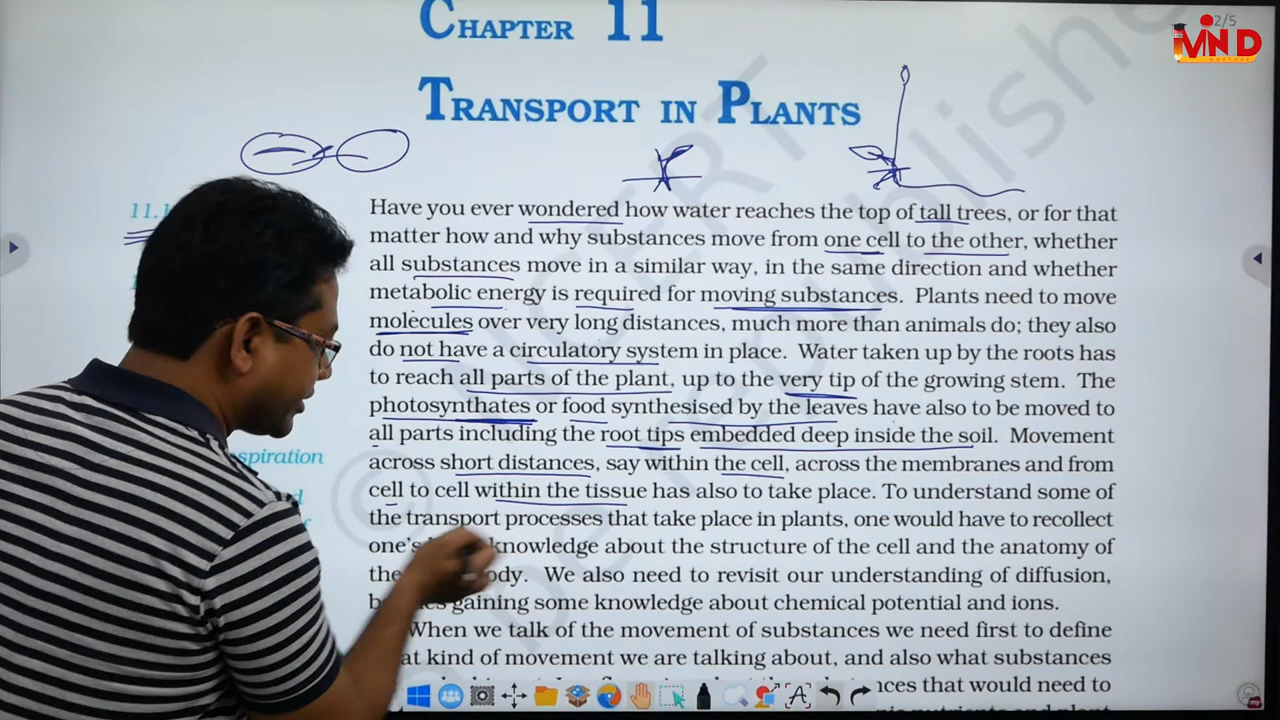 2/5
MIND
CHAPTER 11
TRANSPORT IN PLANTS
11.1
Have you ever wondered how water reaches the top of tall trees, or for that
matter how and why substances move from one cell to the other, whether
all substances move in a similar way, in the same direction and whether
metabolic energy is required for moving substances. Plants need to move
molecules over very long distances, much more than animals do; they also
do not have a circulatory system in place. Water taken up by the roots has
to reach all parts of the plant, up to the very tip of the growing stem. The
photosynthates or food synthesised by the leaves have also to be moved to
all parts including the root tips embedded deep inside the soil. Movement
across short distances, say within the cell, across the membranes and from
cell to cell within the tissue has also to take place. To understand some of
the transport processes that take place in plants, one would have to recollect
one's knowledge about the structure of the cell and the anatomy of
the ody. We also need to revisit our understanding of diffusion,
gaining some knowledge about chemical potential and ions.
When we talk of the movement of substances we need first to define
at kind of movement we are talking about, and also what substances
nces that would need to
spiration
© NCERT
be republished